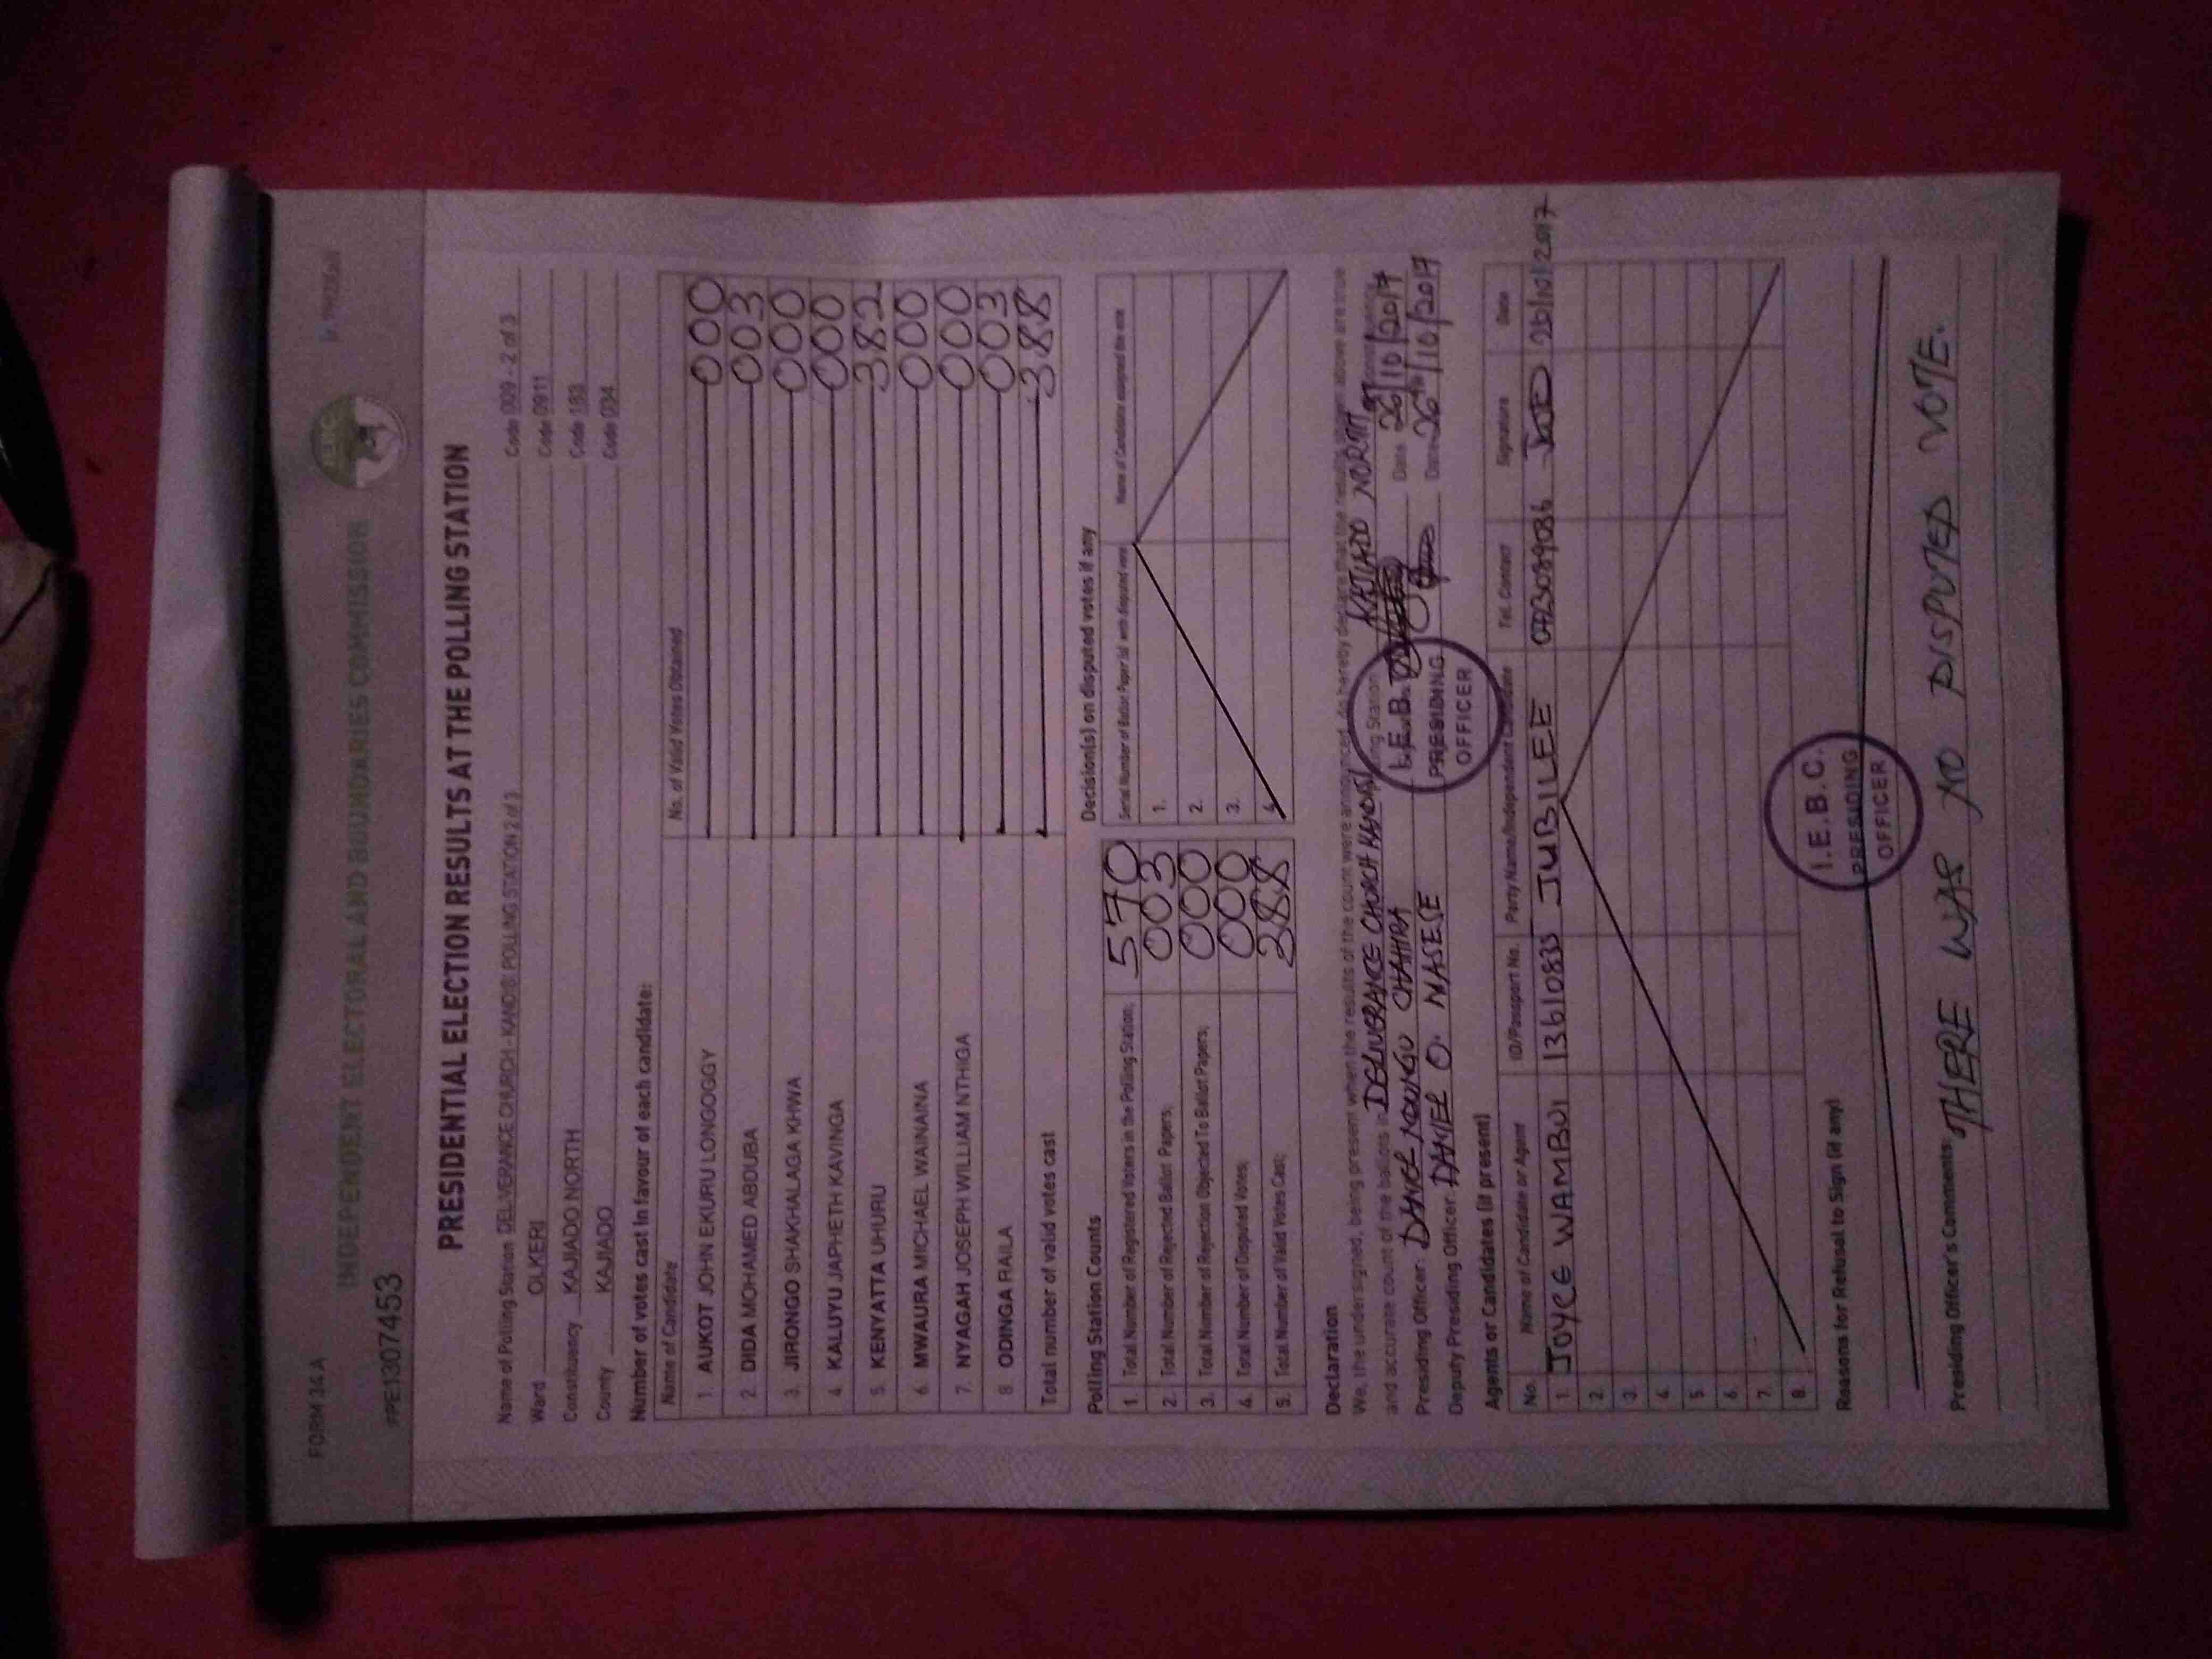 FORM 34A
INDEPENDENT ELECTORAL AND BOUNDARIES COMMISSION
PPE1307453
PRESIDENTIAL ELECTION RESULTS AT THE POLLING STATION
Name of Polling Station DELIVERANCE CHURCH - KANDISI POLLING STATION 2 of 3 Code 009 - 2 of 3
Ward OLKERI Code 0911
Constituency KAJIADO NORTH Code 183
County KAJIADO Code 034
Number of votes cast in favour of each candidate:
Name of Candidate No. of Valid Votes Obtained
1. AUKOT JOHN EKURU LONGOGGY 000
2. DIDA MOHAMED ABDUBA 003
3. JIRONGO SHAKHALAGA KHWA 000
4. KALUYU JAPHETH KAVINGA 000
5. KENYATTA UHURU 382
6. MWAURA MICHAEL WAINAINA 000
7. NYAGAH JOSEPH WILLIAM NTHIGA 000
8. ODINGA RAILA 003
Total number of valid votes cast 388
Polling Station Counts
1. Total Number of Registered Voters in the Polling Station; 570
2. Total Number of Rejected Ballot Papers; 003
3. Total Number of Rejection Objected To Ballot Papers; 000
4. Total Number of Disputed Votes; 000
5. Total Number of Valid Votes Cast; 388
Decision(s) on disputed votes if any
Serial Number of Ballot Paper (s) with disputed vote Name of Candidate assigned the vote
1.
2.
3.
4.
Declaration
We, the undersigned, being present when the results of the count were announced, do hereby declare that the results shown above are true
and accurate count of the ballots in DELIVERANCE CHURCH KANDISI Polling Station KAJIADO NORTH
Presiding Officer: CHAHIRA Date 26/10/2017
Deputy Presiding Officer: DANIEL O. MASESE Date 26th/10/2017
I.E.B.C.
PRESIDING
OFFICER
Agents or Candidates (if present)
No. Name of Candidate or Agent ID/Passport No. Party Name/Independent Candidate Tel. Contact Signature Date
1. JOYCE WAMBUI 13610833 JUBILEE 26/10/2017
2.
3.
4.
5.
6.
7.
8.
Reasons for Refusal to Sign (if any)
I.E.B.C.
PRESIDING
OFFICER
Presiding Officer's Comments: THERE WAS NO DISPUTED VOTE.